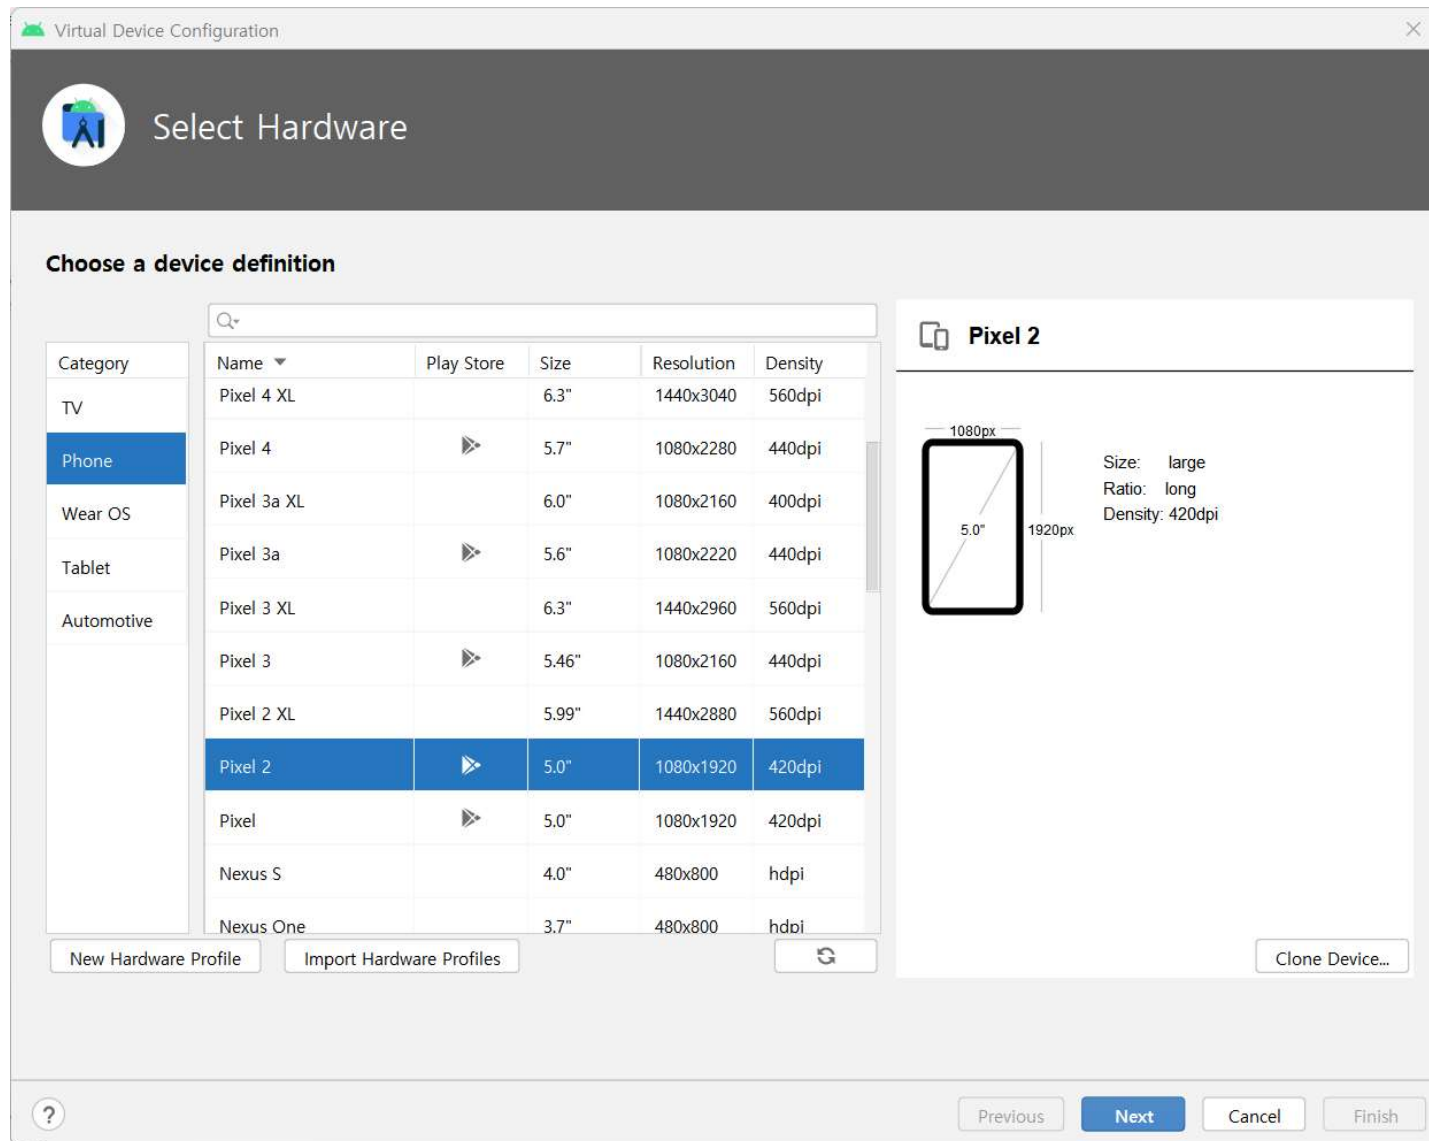 Virtual Device Configuration
Select Hardware
Choose a device definition
Category
TV
Phone
Wear OS
Tablet
Automotive
Name Play Store Size Resolution Density
Pixel 4 XL 6.3" 1440x3040 560dpi
Pixel 4 5.7" 1080x2280 440dpi
Pixel 3a XL 6.0" 1080x2160 400dpi
Pixel 3a 5.6" 1080x2220 440dpi
Pixel 3 XL 6.3" 1440x2960 560dpi
Pixel 3 5.46" 1080x2160 440dpi
Pixel 2 XL 5.99" 1440x2880 560dpi
Pixel 2 5.0" 1080x1920 420dpi
Pixel 5.0" 1080x1920 420dpi
Nexus S 4.0" 480x800 hdpi
Nexus One 3.7" 480x800 hdpi
New Hardware Profile Import Hardware Profiles
Pixel 2
1080px
5.0"
1920px
Size: large
Ratio: long
Density: 420dpi
Clone Device...
? Previous Next Cancel Finish